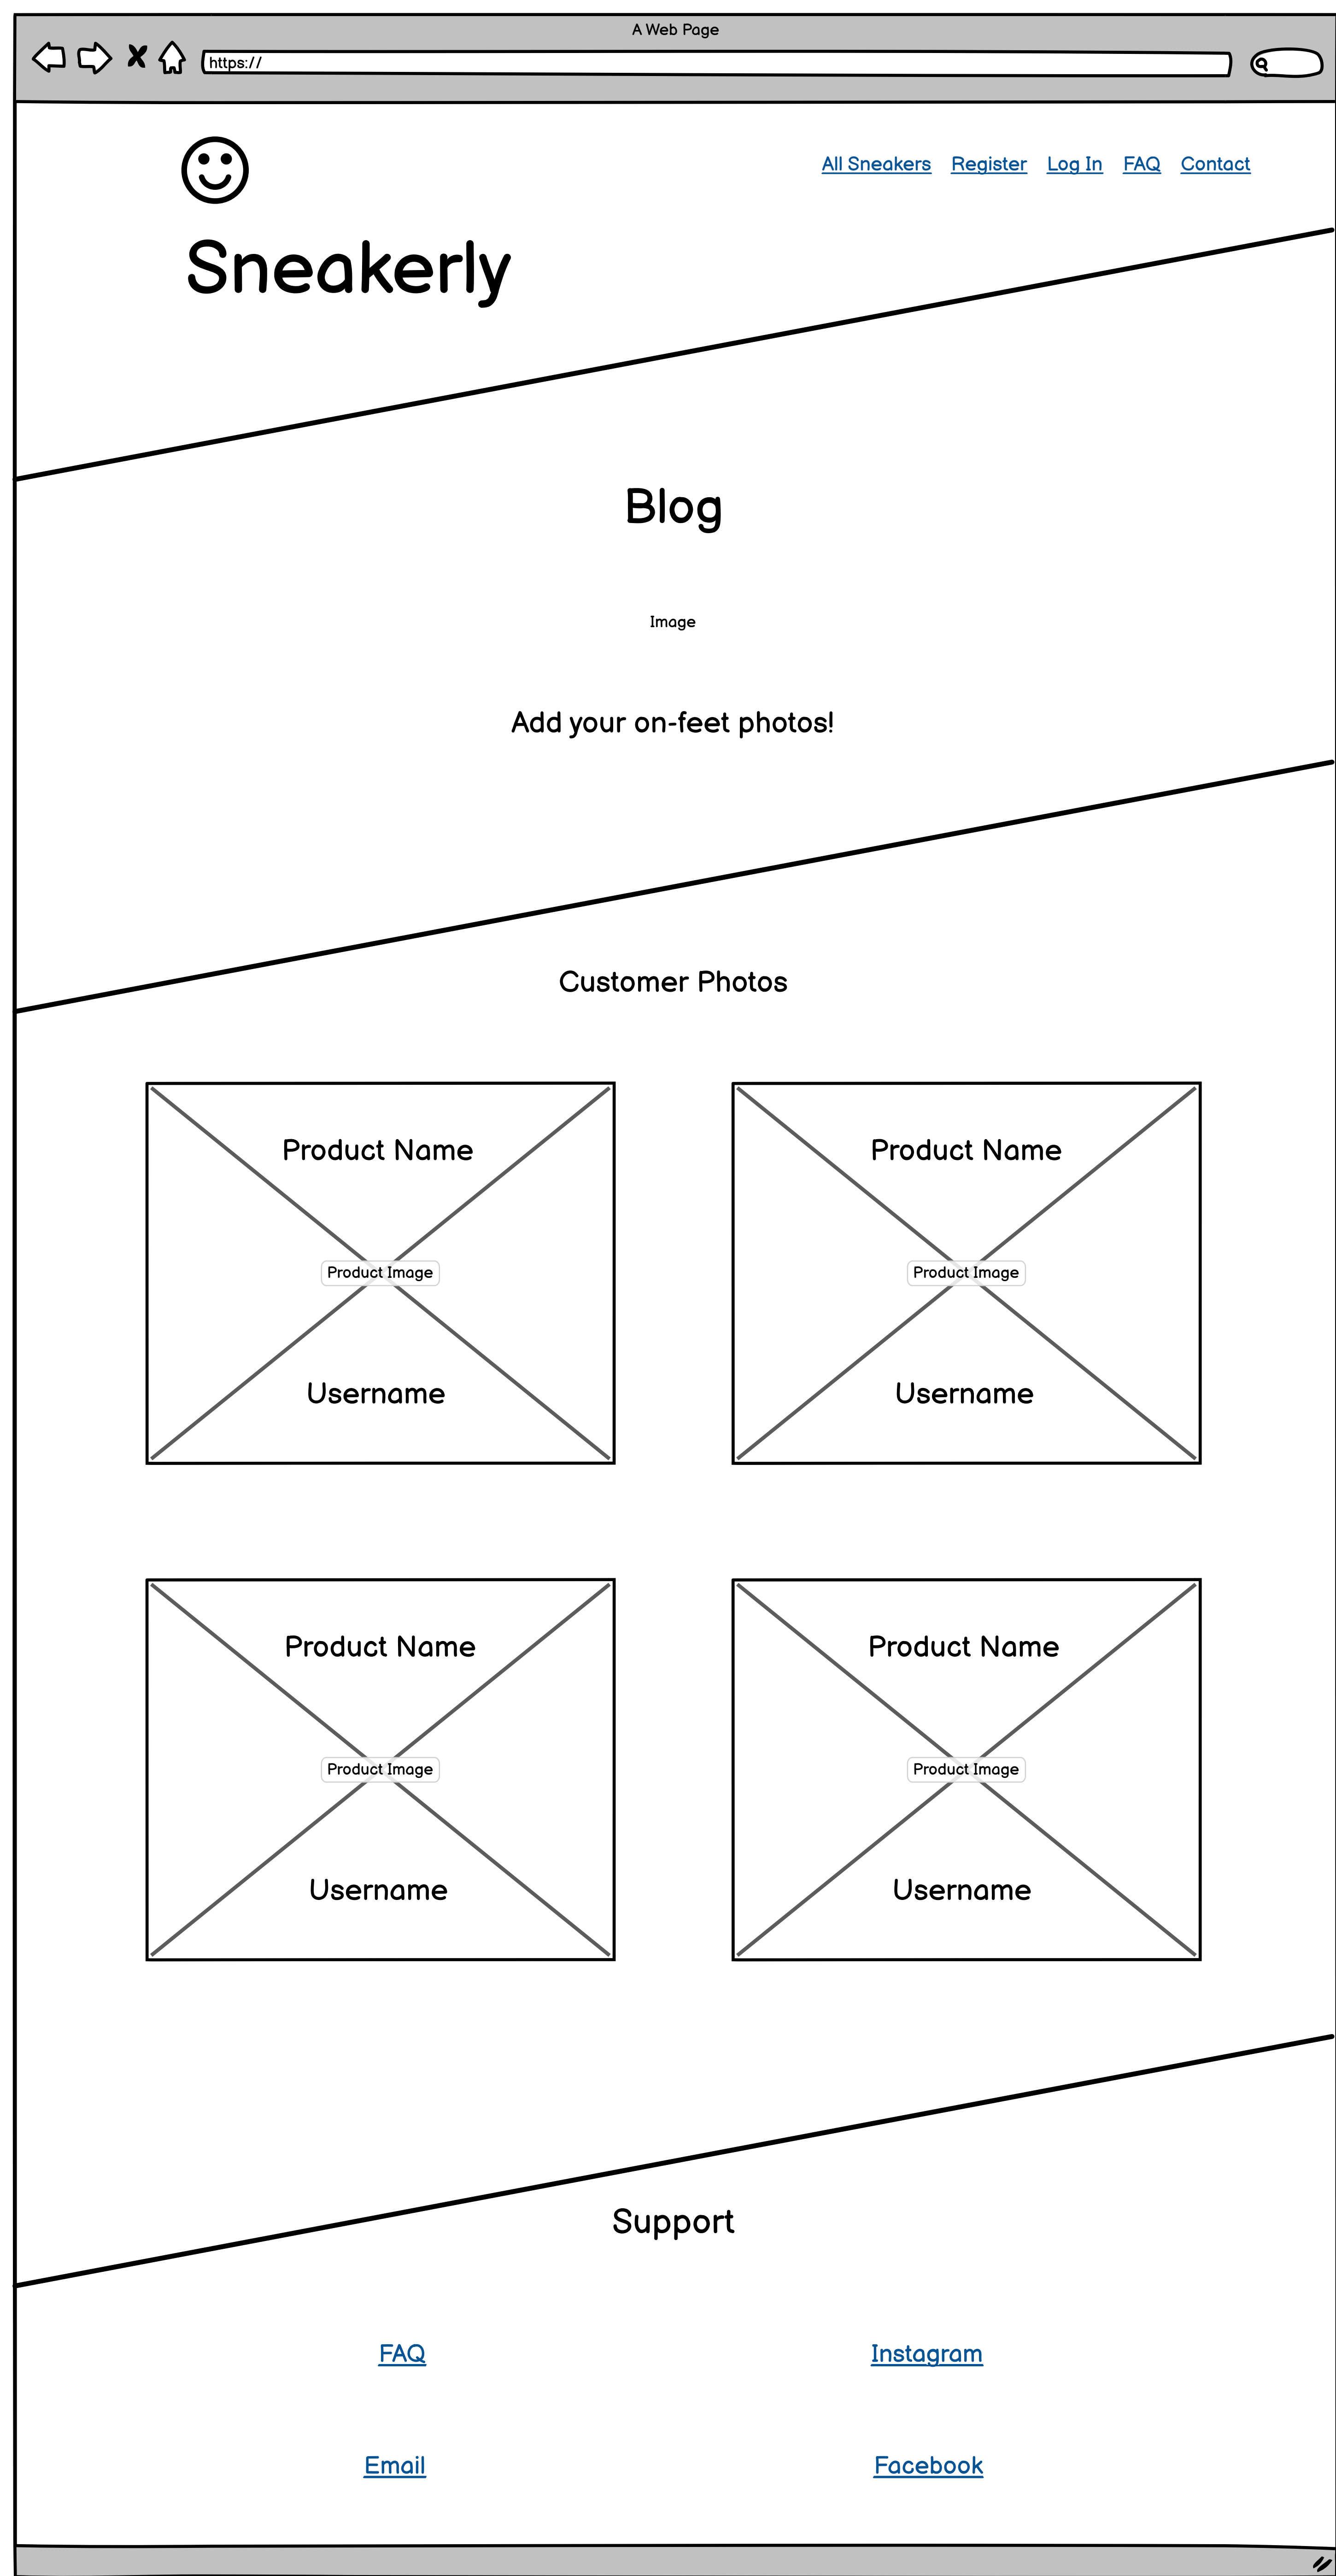 A Web Page
https://
All Sneakers Register Log In FAQ Contact
Sneakerly
Blog
Image
Add your on-feet photos!
Customer Photos
Product Name Product Name
Product Image Product Image
Username Username
Product Name Product Name
Product Image Product Image
Username Username
Support
FAQ Instagram
Email Facebook